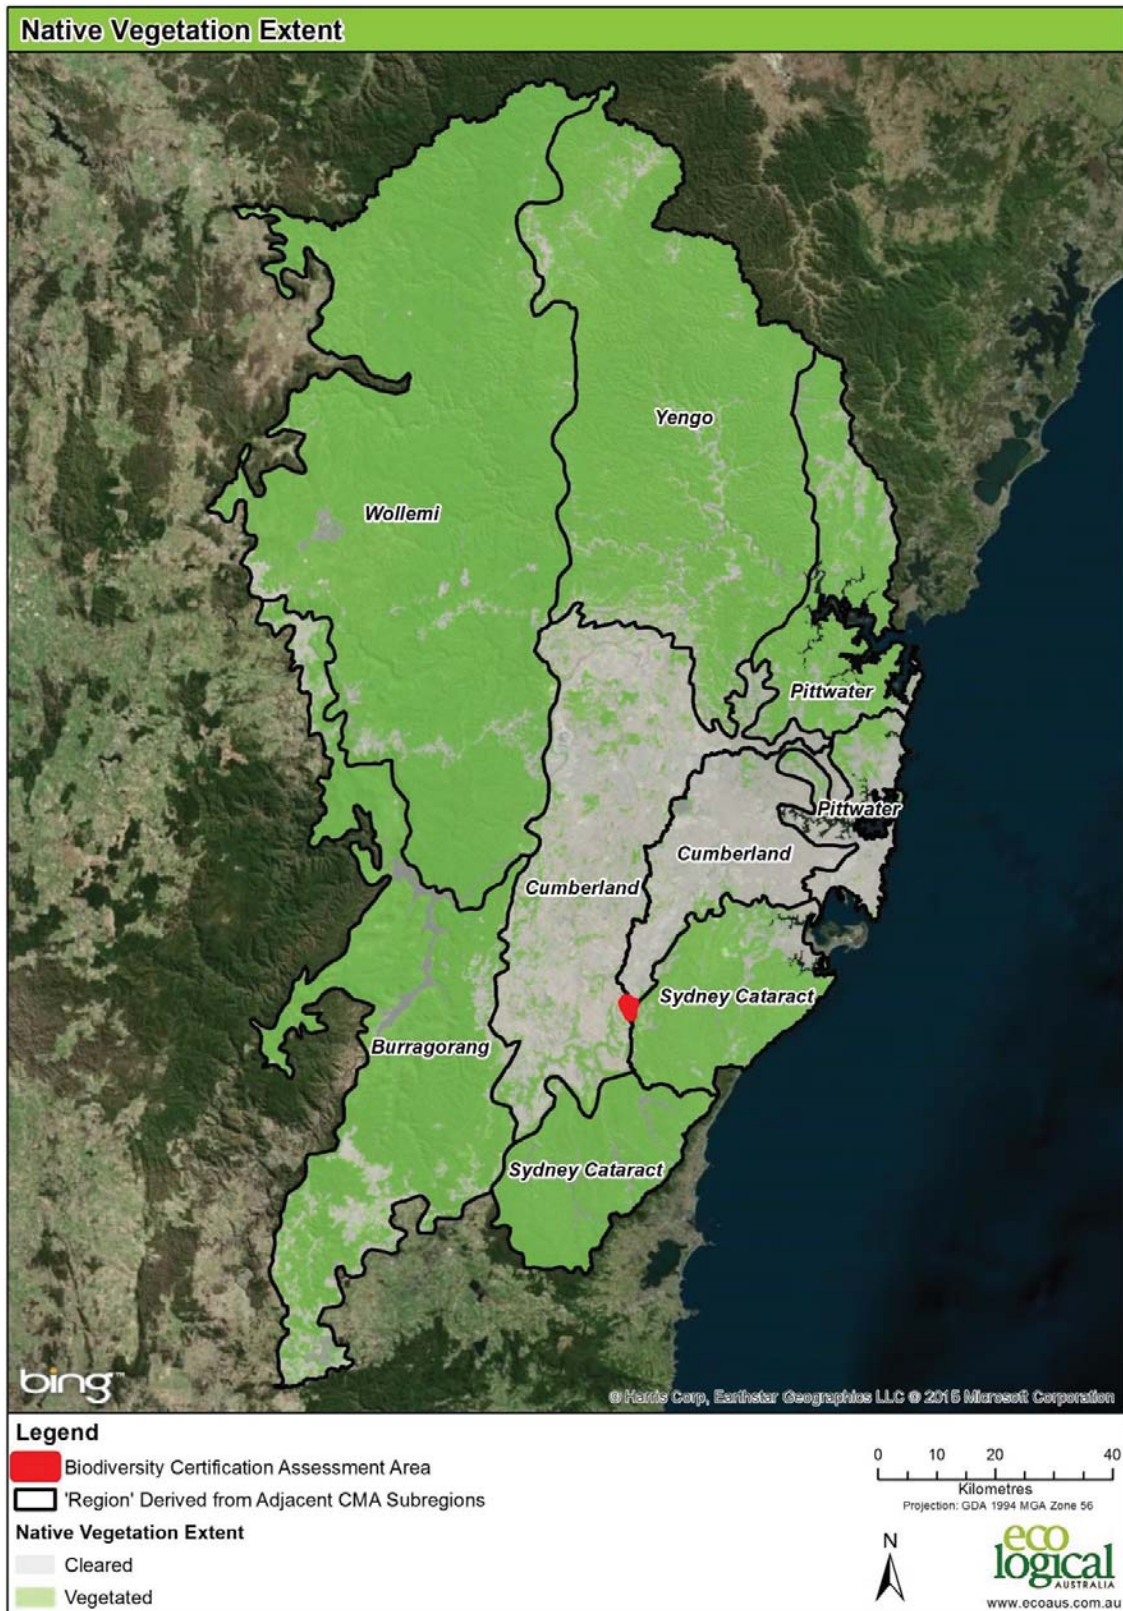 Native Vegetation Extent
Yengo
Wollemi
Pittwater
Pittwater
Cumberland
Cumberland
Sydney Cataract
Burragorang
Sydney Cataract
bing™
© Harris Corp, Earthstar Geographics LLC © 2015 Microsoft Corporation
Legend
Biodiversity Certification Assessment Area
'Region' Derived from Adjacent CMA Subregions
Native Vegetation Extent
Cleared
Vegetated
0 10 20 40
Kilometres
Projection: GDA 1994 MGA Zone 56
N
eco
logical
AUSTRALIA
www.ecoaus.com.au